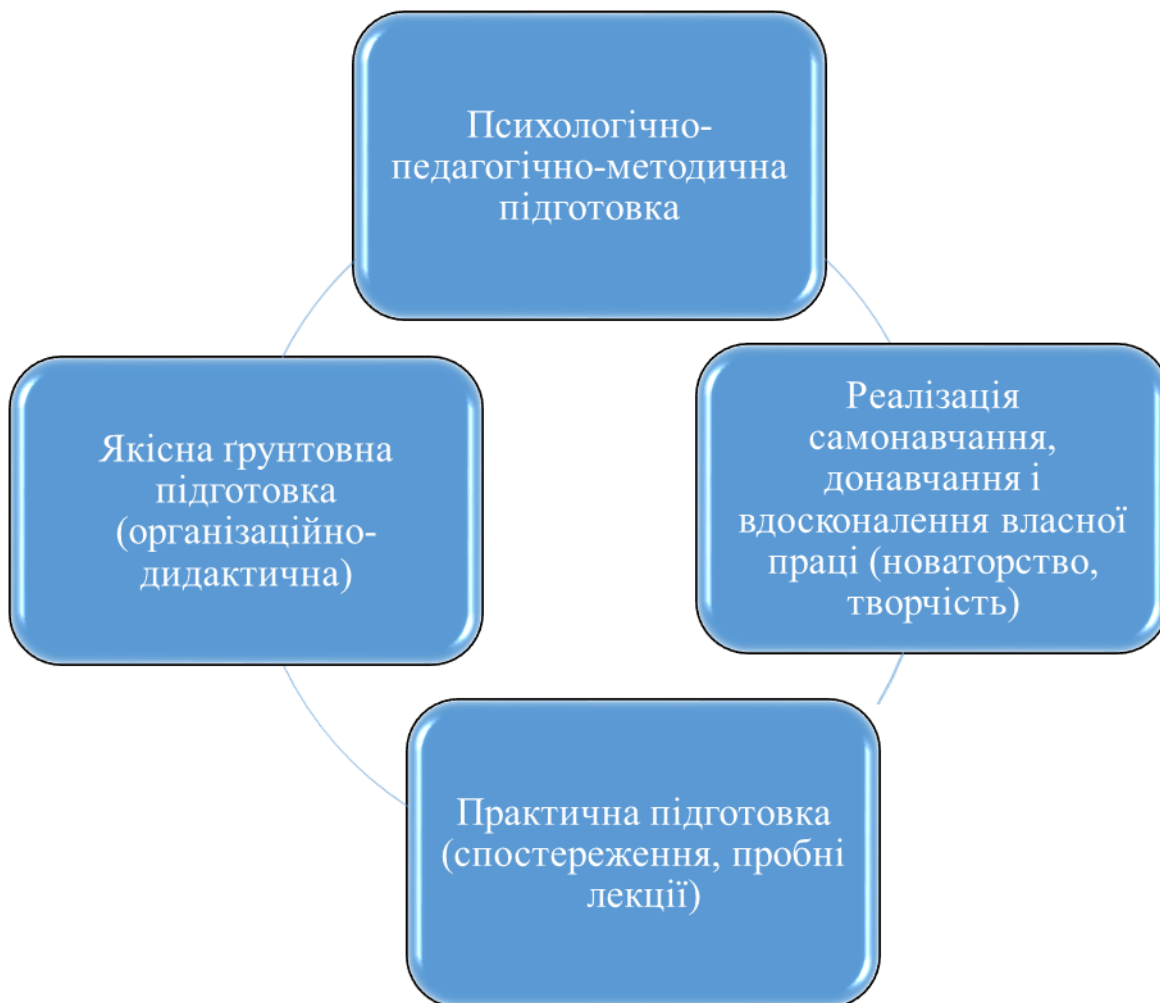 Психологічно-
педагогічно-методична
підготовка
Якісна ґрунтовна
підготовка
(організаційно-
дидактична)
Реалізація
самонавчання,
донавчання і
вдосконалення власної
праці (новаторство,
творчість)
Практична підготовка
(спостереження, пробні
лекції)